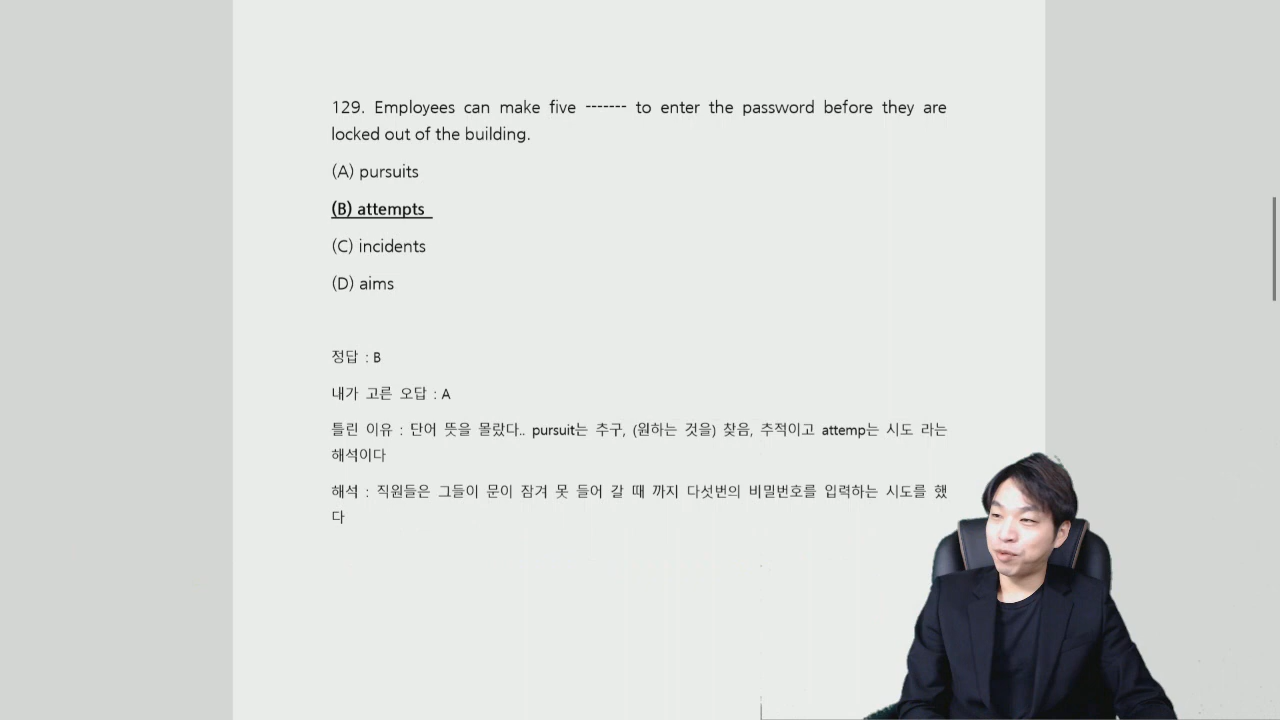 129. Employees can make five ------- to enter the password before they are
locked out of the building.
(A) pursuits
(B) attempts
(C) incidents
(D) aims
정답 : B
내가 고른 오답 : A
틀린 이유 : 단어 뜻을 몰랐다.. pursuit는 추구, (원하는 것을) 찾음, 추적이고 attemp는 시도 라는
해석이다
해석 : 직원들은 그들이 문이 잠겨 못 들어 갈 때 까지 다섯번의 비밀번호를 입력하는 시도를 했
다